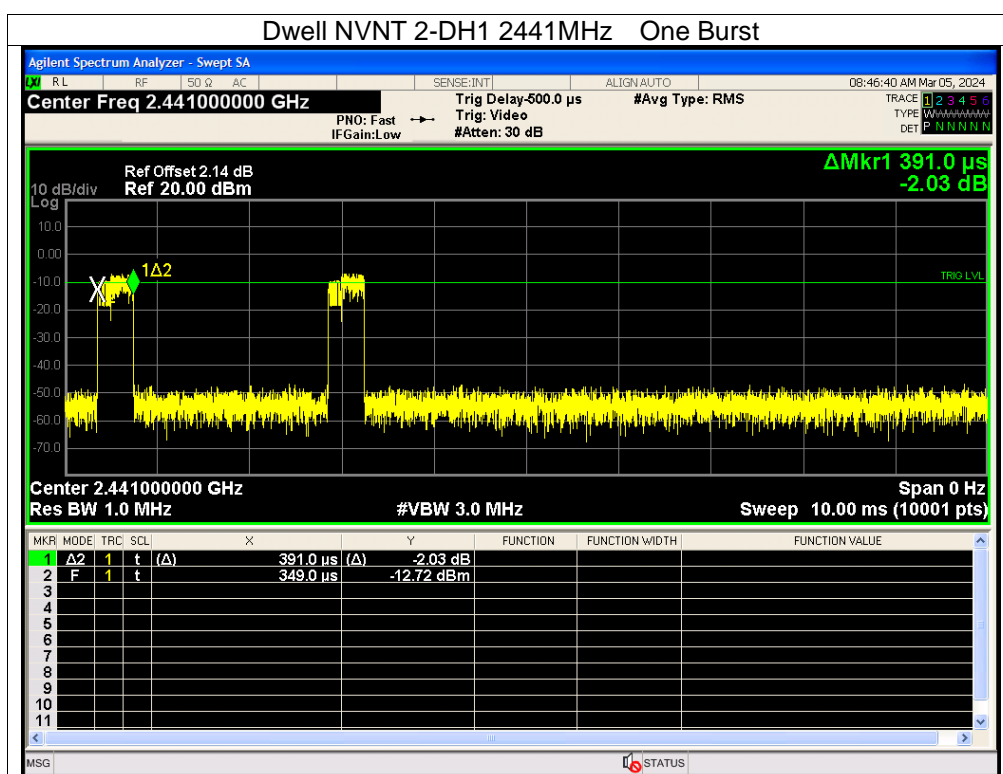 Dwell NVNT 2-DH1 2441MHz One Burst
Agilent Spectrum Analyzer - Swept SA
LXI RL RF 50 Ω AC SENSE:INT ALIGN AUTO 08:46:40 AM Mar 05, 2024
Center Freq 2.441000000 GHz Trig Delay-500.0 µs #Avg Type: RMS TRACE 1 2 3 4 5 6
PNO: Fast Trig: Video TYPE W
IFGain:Low #Atten: 30 dB DET P N N N N N
ΔMkr1 391.0 µs
Ref Offset 2.14 dB
10 dB/div Ref 20.00 dBm -2.03 dB
Log
10.0
0.00
1Δ2
TRIG LVL
-10.0
-20.0
-30.0
-40.0
-50.0
-60.0
-70.0
Center 2.441000000 GHz Span 0 Hz
Res BW 1.0 MHz #VBW 3.0 MHz Sweep 10.00 ms (10001 pts)
MKR MODE TRC SCL X Y FUNCTION FUNCTION WIDTH FUNCTION VALUE
1 Δ2 1 t (Δ) 391.0 µs (Δ) -2.03 dB
2 F 1 t 349.0 µs -12.72 dBm
3
4
5
6
7
8
9
10
11
MSG STATUS